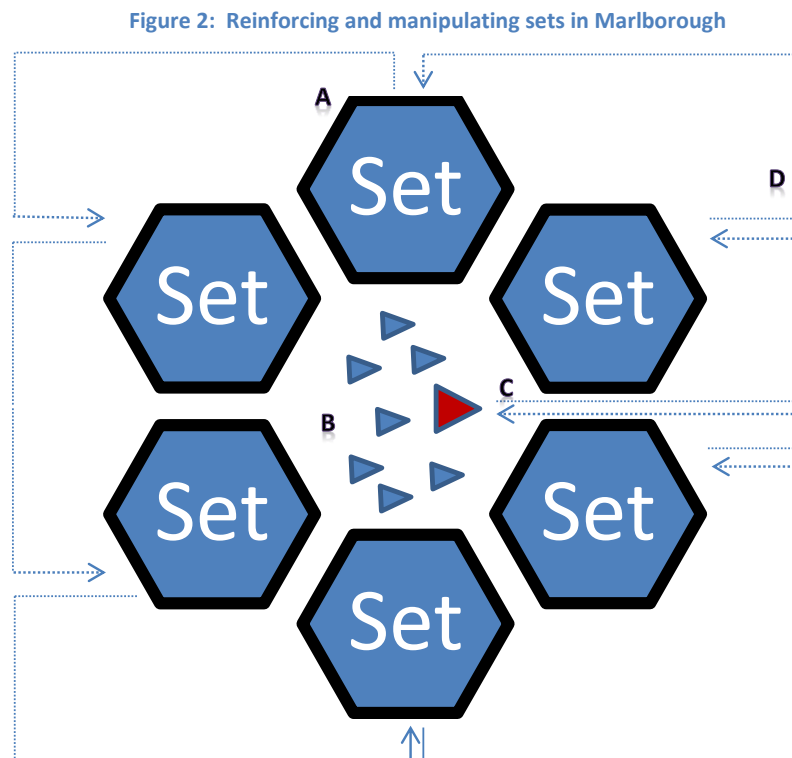 Figure 2:  Reinforcing and manipulating sets in Marlborough
A
Set
D
Set
Set
C
B
Set
Set
Set